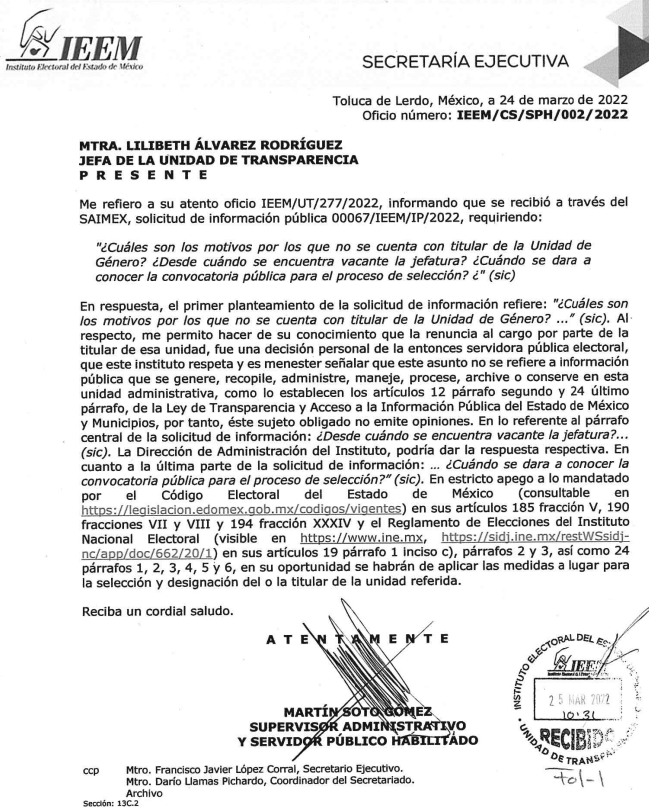 IEEM
Instituto Electoral del Estado de México
SECRETARÍA EJECUTIVA
Toluca de Lerdo, México, a 24 de marzo de 2022
Oficio número: IEEM/CS/SPH/002/2022
MTRA. LILIBETH ÁLVAREZ RODRÍGUEZ
JEFA DE LA UNIDAD DE TRANSPARENCIA
P R E S E N T E
Me refiero a su atento oficio IEEM/UT/277/2022, informando que se recibió a través del
SAIMEX, solicitud de información pública 00067/IEEM/IP/2022, requiriendo:
"¿Cuáles son los motivos por los que no se cuenta con titular de la Unidad de
Género? ¿Desde cuándo se encuentra vacante la jefatura? ¿Cuándo se dara a
conocer la convocatoria pública para el proceso de selección? ¿" (sic)
En respuesta, el primer planteamiento de la solicitud de información refiere: "¿Cuáles son
los motivos por los que no se cuenta con titular de la Unidad de Género? ..." (sic). Al
respecto, me permito hacer de su conocimiento que la renuncia al cargo por parte de la
titular de esa unidad, fue una decisión personal de la entonces servidora pública electoral,
que este instituto respeta y es menester señalar que este asunto no se refiere a información
pública que se genere, recopile, administre, maneje, procese, archive o conserve en esta
unidad administrativa, como lo establecen los artículos 12 párrafo segundo y 24 último
párrafo, de la Ley de Transparencia y Acceso a la Información Pública del Estado de México
y Municipios, por tanto, éste sujeto obligado no emite opiniones. En lo referente al párrafo
central de la solicitud de información: ¿Desde cuándo se encuentra vacante la jefatura?...
(sic). La Dirección de Administración del Instituto, podría dar la respuesta respectiva. En
cuanto a la última parte de la solicitud de información: ... ¿Cuándo se dara a conocer la
convocatoria pública para el proceso de selección?" (sic). En estricto apego a lo mandatado
por el Código Electoral del Estado de México (consultable en
https://legislacion.edomex.gob.mx/codigos/vigentes) en sus artículos 185 fracción V, 190
fracciones VII y VIII y 194 fracción XXXIV y el Reglamento de Elecciones del Instituto
Nacional Electoral (visible en https://www.ine.mx, https://sidj.ine.mx/restWSsidj-
nc/app/doc/662/20/1) en sus artículos 19 párrafo 1 inciso c), párrafos 2 y 3, así como 24
párrafos 1, 2, 3, 4, 5 y 6, en su oportunidad se habrán de aplicar las medidas a lugar para
la selección y designación del o la titular de la unidad referida.
Reciba un cordial saludo.
A T E N T A M E N T E
MARTÍN SOTO GÓMEZ
SUPERVISOR ADMINISTRATIVO
Y SERVIDOR PÚBLICO HABILITADO
INSTITUTO ELECTORAL DEL
IEEM
25 MAR 2022
10:31
RECIBIDO
UNIDAD DE TRANSPARENCIA
Fol-1
ccp Mtro. Francisco Javier López Corral, Secretario Ejecutivo.
Mtro. Darío Llamas Pichardo, Coordinador del Secretariado.
Archivo
Sección: 13C.2